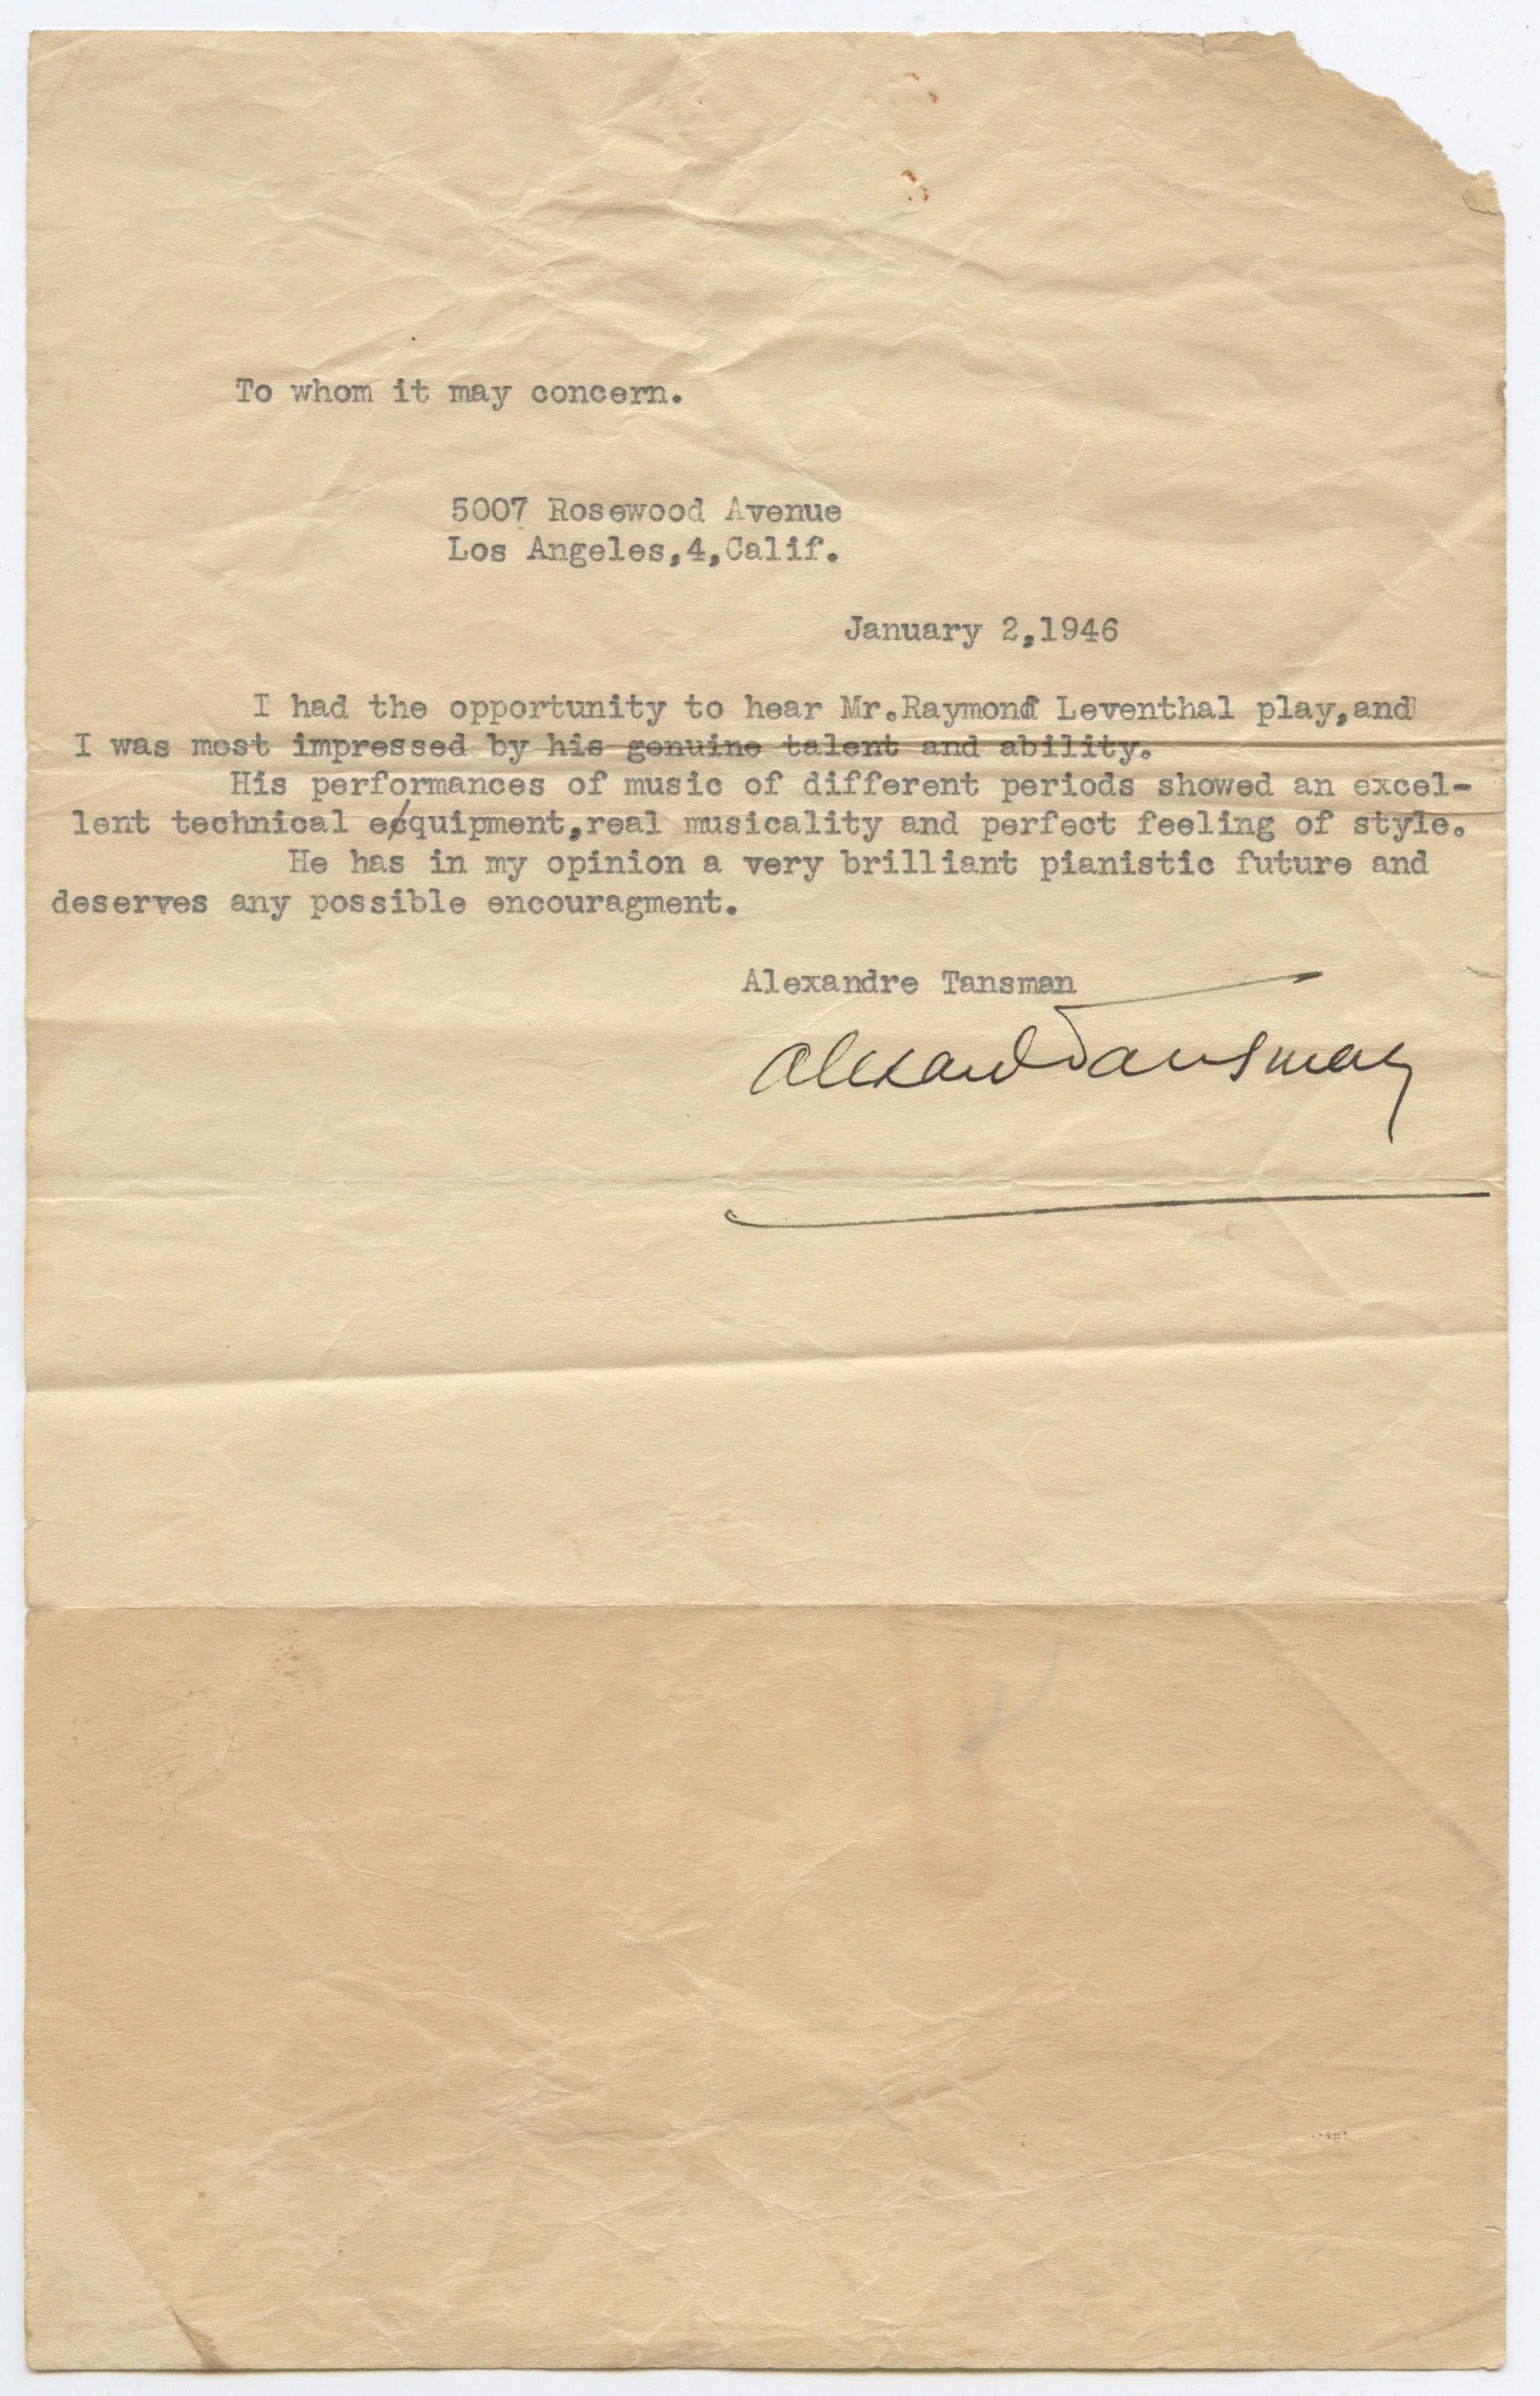 To whom it may concern.
5007 Rosewood Avenue
Los Angeles,4,Calif.
January 2,1946
I had the opportunity to hear Mr.Raymond Leventhal play,and
I was most impressed by his genuine talent and ability.
His performances of music of different periods showed an excel-
lent technical equipment,real musicality and perfect feeling of style.
He has in my opinion a very brilliant pianistic future and
deserves any possible encouragment.
Alexandre Tansman
Alexandre Tansman